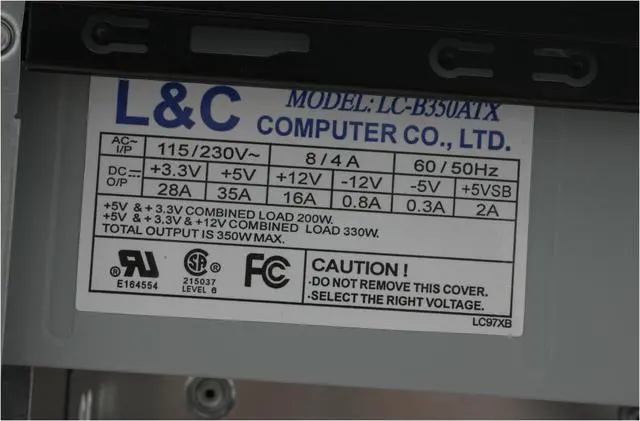 L&C MODEL: LC-B350ATX
COMPUTER CO., LTD.
AC~ I/P 115/230V~ 8/4A 60/50Hz
DC O/P +3.3V +5V +12V -12V -5V +5VSB
28A 35A 16A 0.8A 0.3A 2A
+5V & +3.3V COMBINED LOAD 200W.
+5V & +3.3V & +12V COMBINED LOAD 330W.
TOTAL OUTPUT IS 350W MAX.
E164554
SA ®
215037
LEVEL 6
FC
CAUTION !
·DO NOT REMOVE THIS COVER.
·SELECT THE RIGHT VOLTAGE.
LC97XB